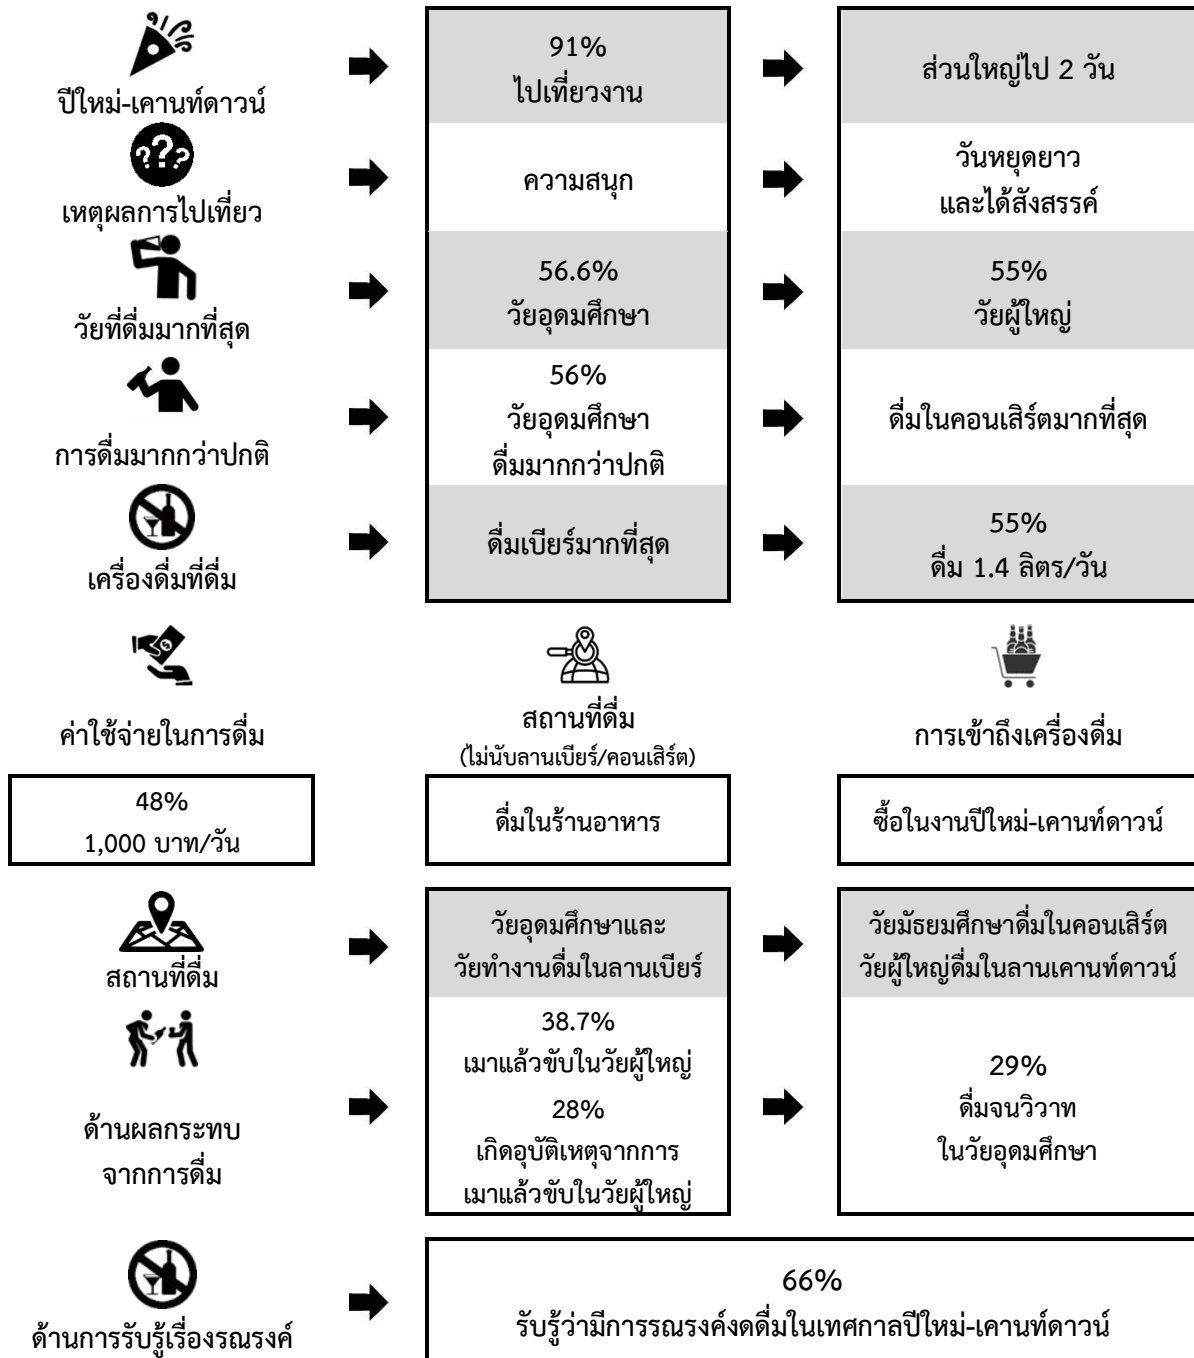 ปีใหม่-เคานท์ดาวน์
91%
ไปเที่ยวงาน
ส่วนใหญ่ไป 2 วัน
???
เหตุผลการไปเที่ยว
ความสนุก
วันหยุดยาว
และได้สังสรรค์
วัยที่ดื่มมากที่สุด
56.6%
วัยอุดมศึกษา
55%
วัยผู้ใหญ่
การดื่มมากกว่าปกติ
56%
วัยอุดมศึกษา
ดื่มมากกว่าปกติ
ดื่มในคอนเสิร์ตมากที่สุด
เครื่องดื่มที่ดื่ม
ดื่มเบียร์มากที่สุด
55%
ดื่ม 1.4 ลิตร/วัน
ค่าใช้จ่ายในการดื่ม
48%
1,000 บาท/วัน
สถานที่ดื่ม
(ไม่นับลานเบียร์/คอนเสิร์ต)
ดื่มในร้านอาหาร
การเข้าถึงเครื่องดื่ม
ซื้อในงานปีใหม่-เคานท์ดาวน์
สถานที่ดื่ม
วัยอุดมศึกษาและ
วัยทำงานดื่มในลานเบียร์
วัยมัธยมศึกษาดื่มในคอนเสิร์ต
วัยผู้ใหญ่ดื่มในลานเคานท์ดาวน์
ด้านผลกระทบ
จากการดื่ม
38.7%
เมาแล้วขับในวัยผู้ใหญ่
28%
เกิดอุบัติเหตุจากการ
เมาแล้วขับในวัยผู้ใหญ่
29%
ดื่มจนวิวาท
ในวัยอุดมศึกษา
ด้านการรับรู้เรื่องรณรงค์
66%
รับรู้ว่ามีการรณรงค์งดดื่มในเทศกาลปีใหม่-เคานท์ดาวน์